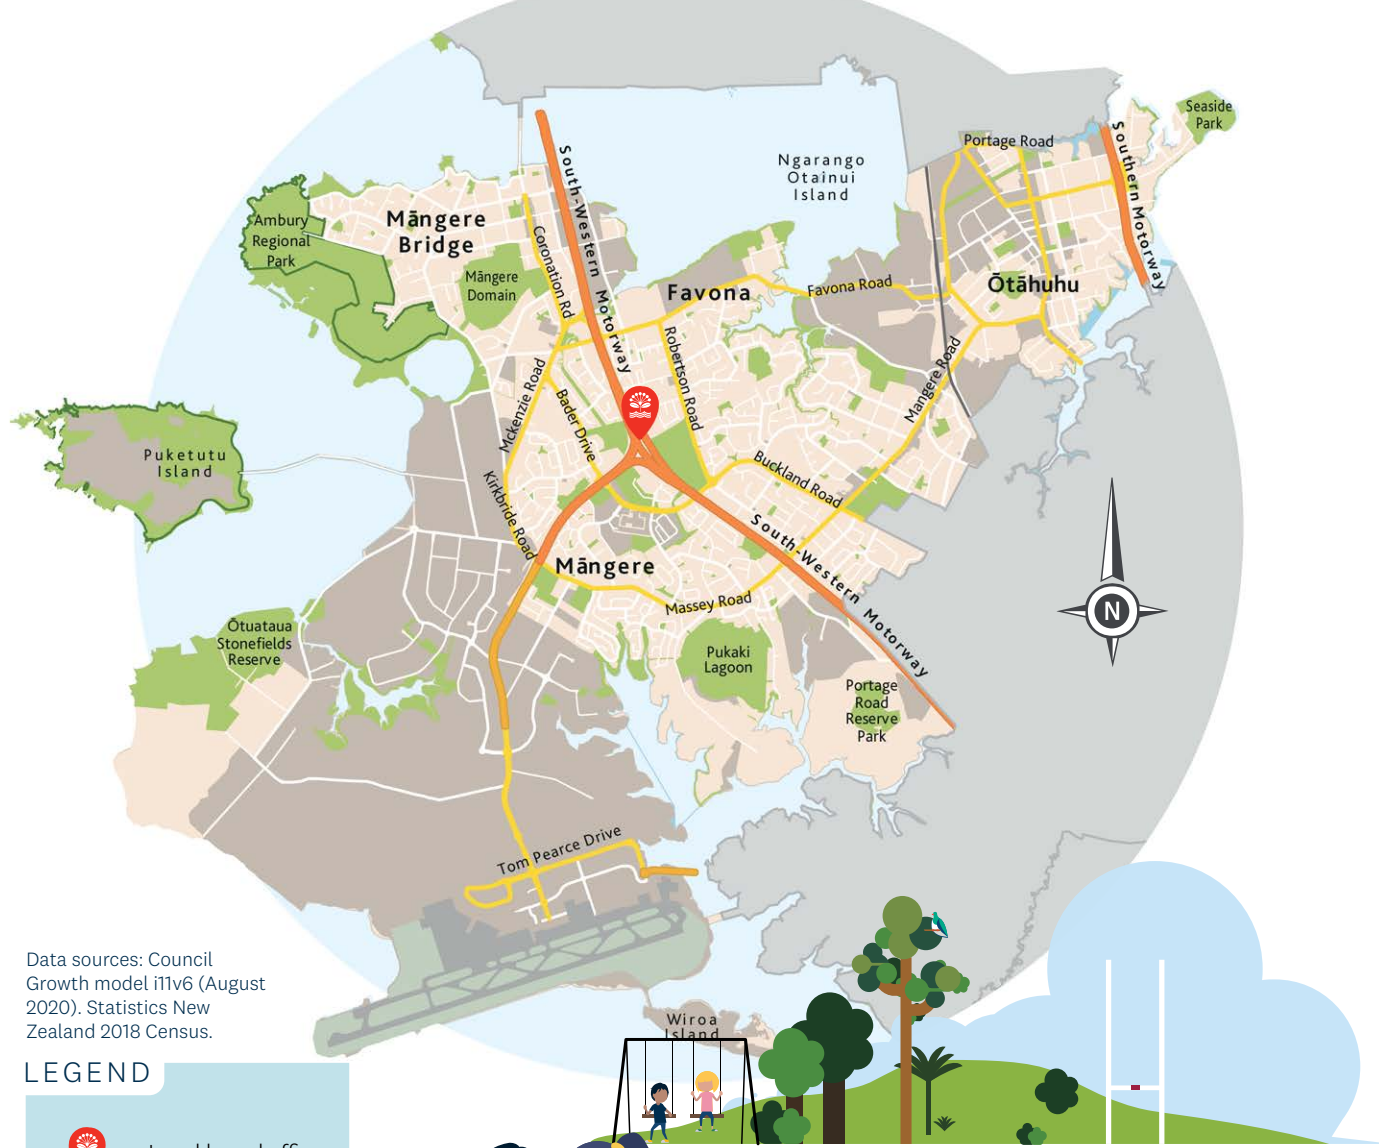 Seaside
Park
Portage Road
Southern Motorway
Ngarango
Otainui
Island
South-Western Motorway
Ambury
Regional
Park
Māngere
Bridge
Coronation Rd
Māngere
Domain
Favona
Favona Road
Ōtāhuhu
Robertson Road
Mckenzie Road
Mangere Road
Bader Drive
Puketutu
Island
Buckland Road
Kirkbride Road
South-Western Motorway
Māngere
Massey Road
N
Ōtuataua
Stonefields
Reserve
Pukaki
Lagoon
Portage
Road
Reserve
Park
Tom Pearce Drive
Data sources: Council
Growth model i11v6 (August
2020). Statistics New
Zealand 2018 Census.
Wiroa
Island
LEGEND